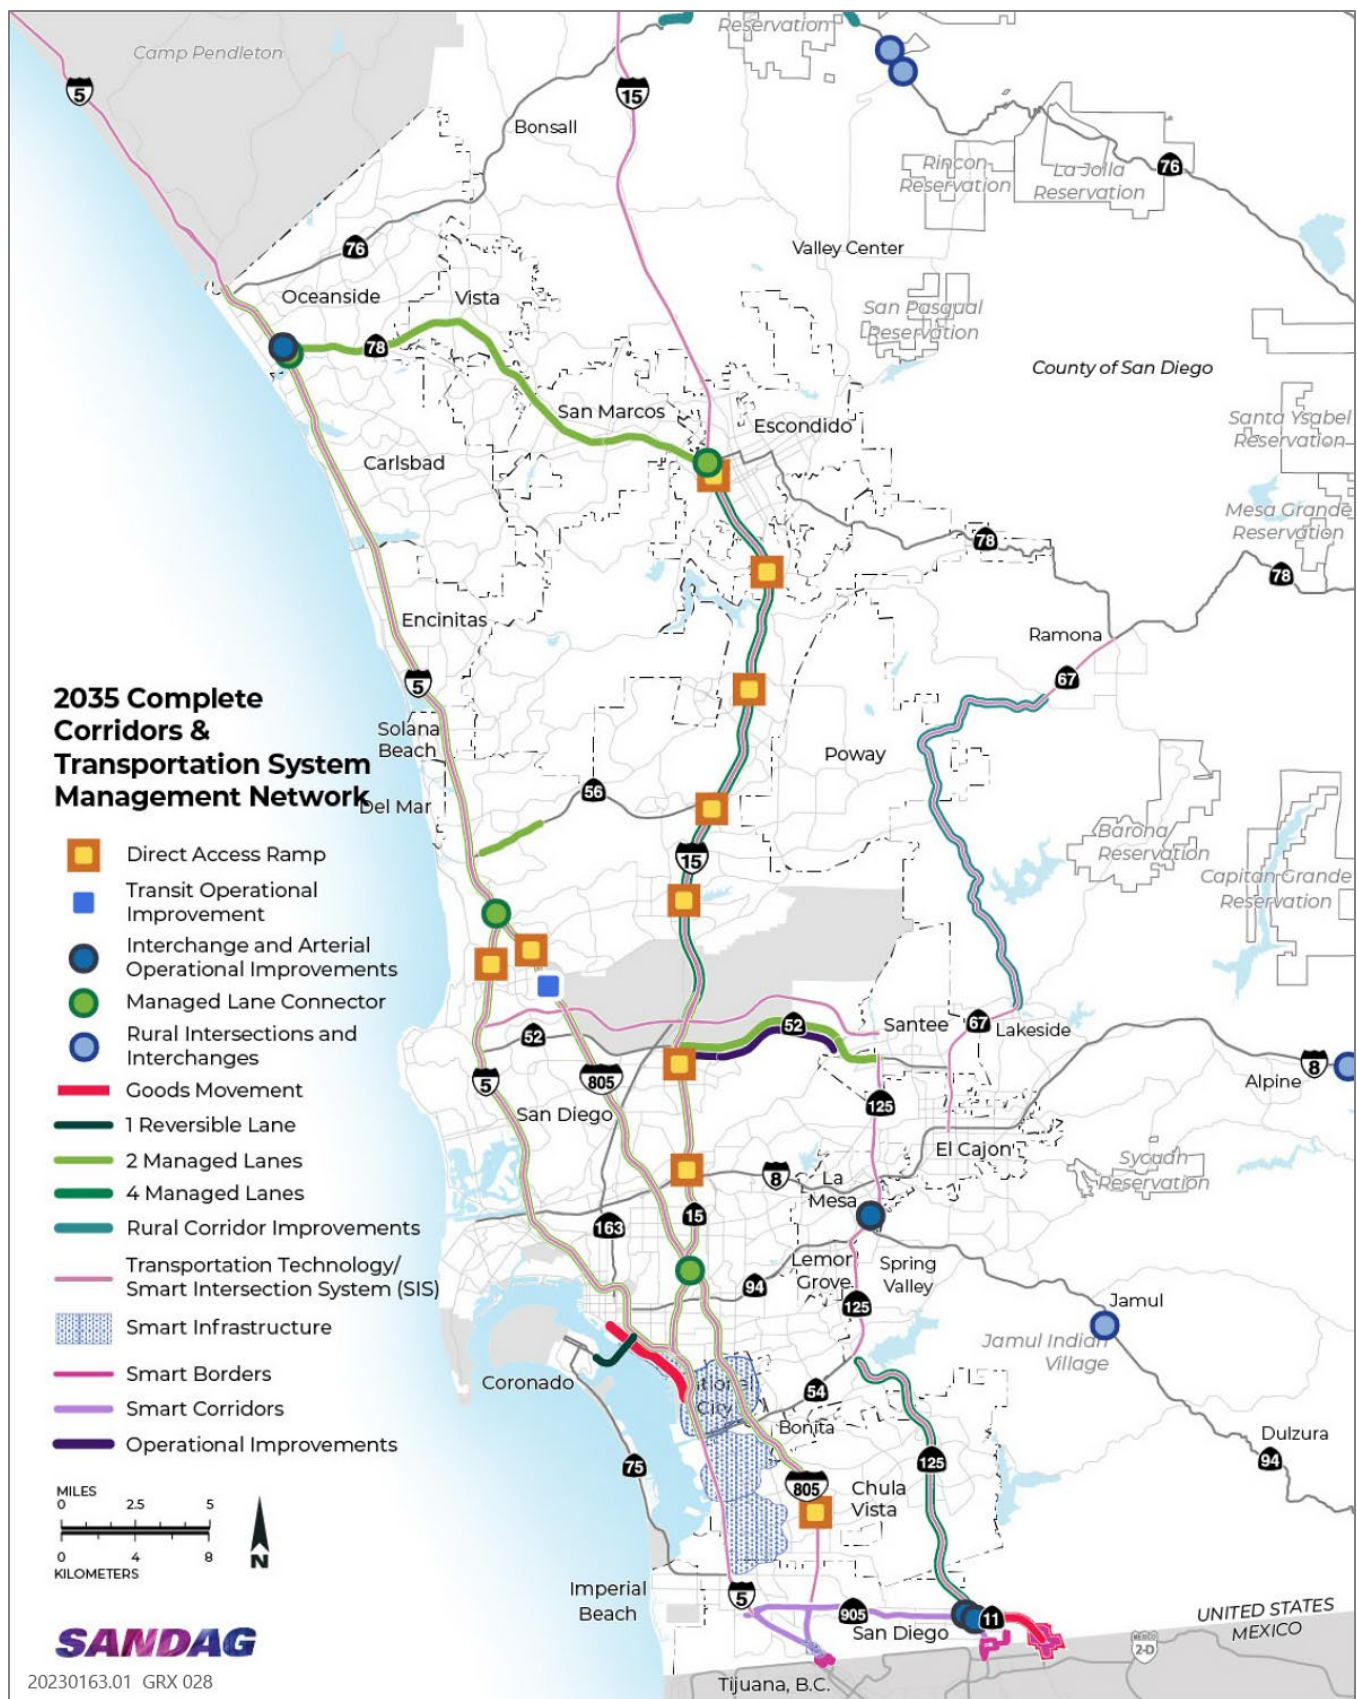 Reservation
Camp Pendleton
5
15
Bonsall
Rincon
Reservation
La Jolla
Reservation
76
76
Valley Center
Oceanside
Vista
San Pasqual
Reservation
78
County of San Diego
San Marcos
Escondido
Santa Ysabel
Reservation
Carlsbad
Mesa Grande
Reservation
78
78
Encinitas
Ramona
67
5
2035 Complete
Corridors &
Transportation System
Management Network
Solana
Beach
Del Mar
Poway
56
15
Barona
Reservation
Capitan Grande
Reservation
Direct Access Ramp
Transit Operational
Improvement
Interchange and Arterial
Operational Improvements
Managed Lane Connector
Rural Intersections and
Interchanges
Goods Movement
1 Reversible Lane
2 Managed Lanes
4 Managed Lanes
Rural Corridor Improvements
Transportation Technology/
Smart Intersection System (SIS)
Smart Infrastructure
Smart Borders
Smart Corridors
Operational Improvements
52
52
Santee
67
Lakeside
5
805
8
Alpine
San Diego
125
El Cajon
Sycuan
Reservation
8
La
Mesa
163
15
Lemon
Grove
Spring
Valley
94
125
Jamul
Jamul Indian
Village
Coronado
City
54
Bonita
75
125
Dulzura
94
805
Chula
Vista
MILES
0 2.5 5
0 4 8
KILOMETERS
N
Imperial
Beach
5
905
11
San Diego
UNITED STATES
MEXICO
MEXICO
2-D
SANDAG
20230163.01 GRX 028
Tijuana, B.C.